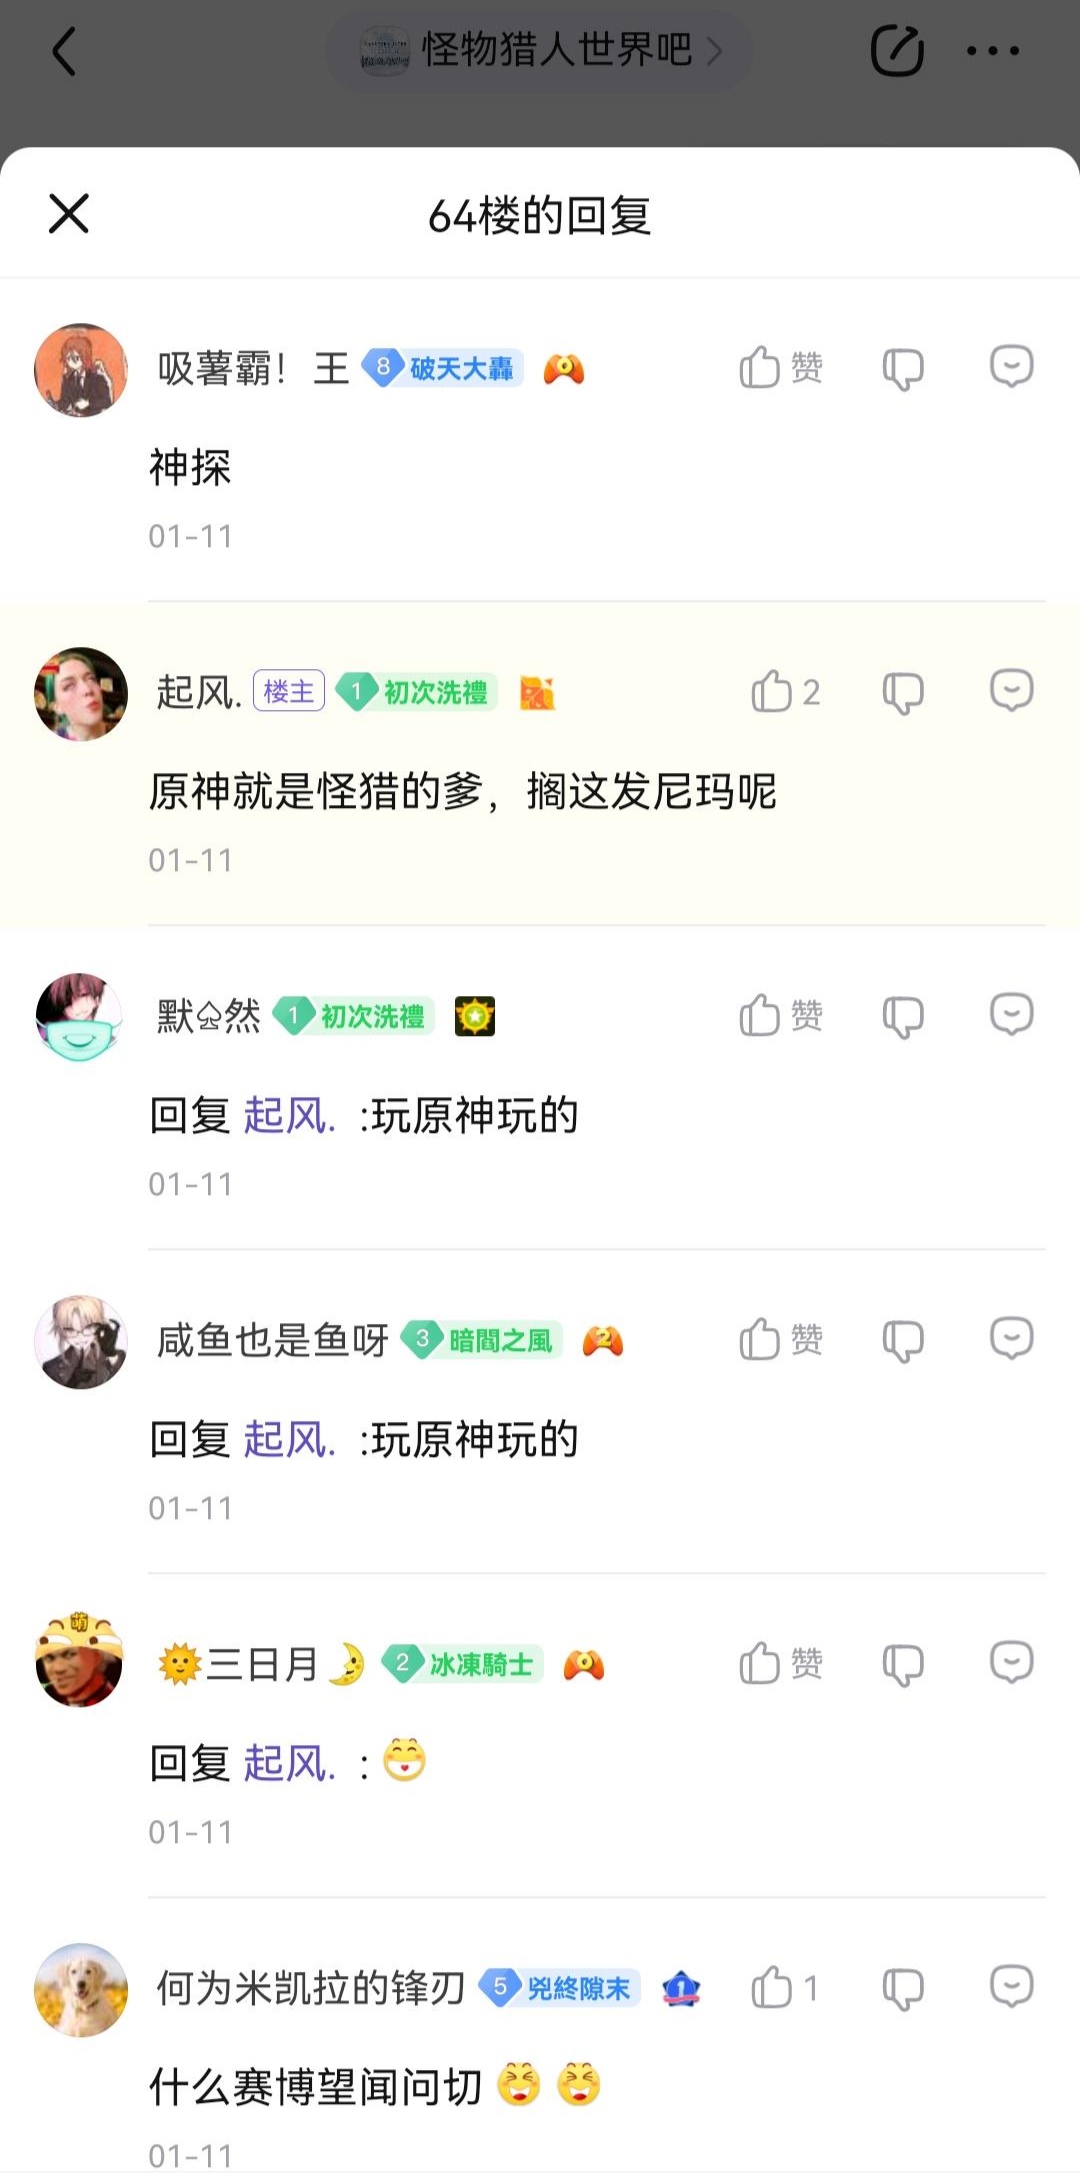 怪物猎人世界吧
64楼的回复
吸薯霸！王 8 破天大轟 赞
神探
01-11
起风. 楼主 1 初次洗禮 2
原神就是怪猎的爹，搁这发尼玛呢
01-11
默♤然 1 初次洗禮 赞
回复 起风. :玩原神玩的
01-11
咸鱼也是鱼呀 3 暗閻之風 2 赞
回复 起风. :玩原神玩的
01-11
萌
🌞三日月🌛 2 冰凍騎士 赞
回复 起风. : 
01-11
何为米凯拉的锋刃 5 兇終隙末 1 1
什么赛博望闻问切
01-11